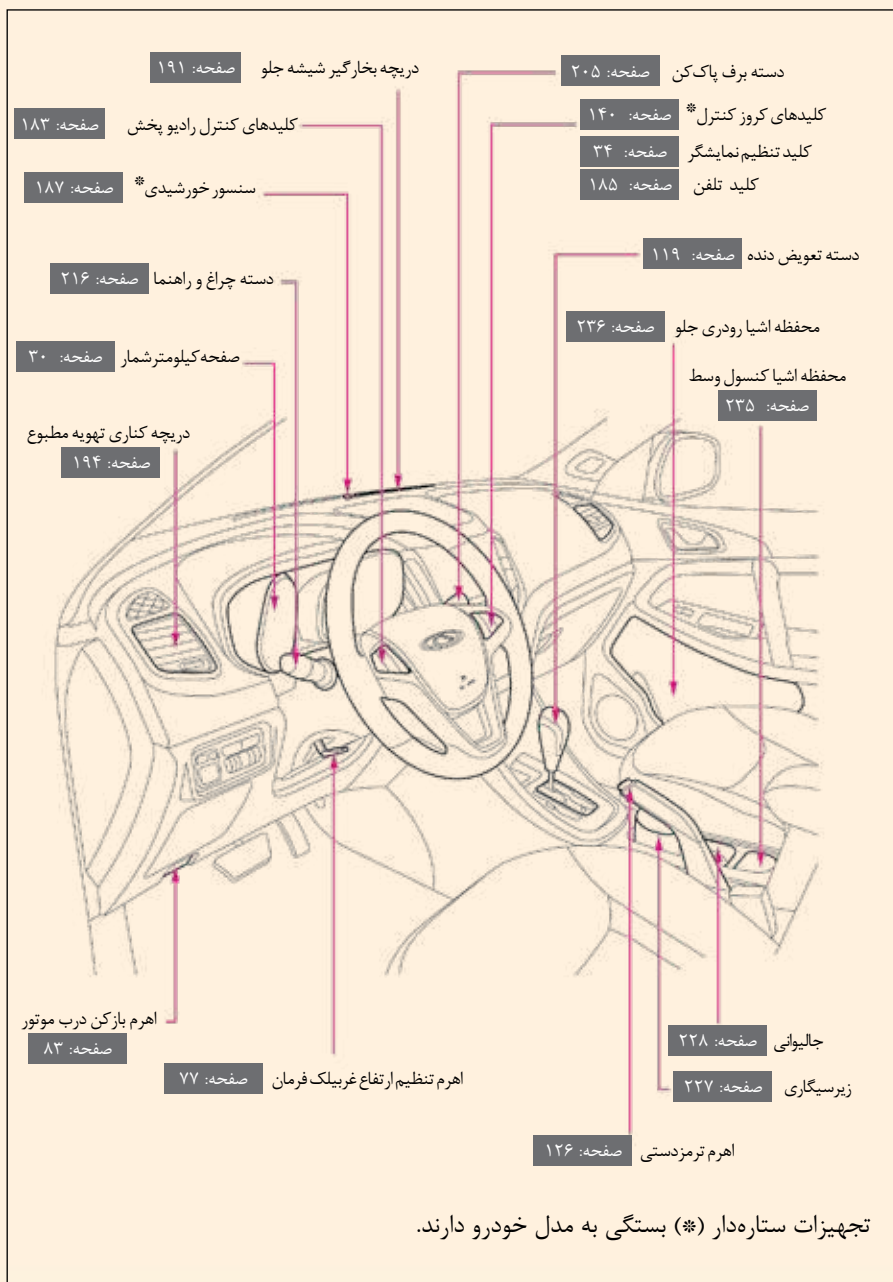 دسته برف پاک‌کن صفحه: ۲۰۵
کلیدهای کروز کنترل* صفحه: ۱۴۰
کلید تنظیم نمایشگر صفحه: ۳۴
کلید تلفن صفحه: ۱۸۵
دسته تعویض دنده صفحه: ۱۱۹
محفظه اشیا رودری جلو صفحه: ۲۳۶
محفظه اشیا کنسول وسط
صفحه: ۲۳۵
دریچه بخارگیر شیشه جلو صفحه: ۱۹۱
کلیدهای کنترل رادیو پخش صفحه: ۱۸۳
سنسور خورشیدی* صفحه: ۱۸۷
دسته چراغ و راهنما صفحه: ۲۱۶
صفحه کیلومترشمار صفحه: ۳۰
دریچه کناری تهویه مطبوع
صفحه: ۱۹۴
جالیوانی صفحه: ۲۲۸
زیرسیگاری صفحه: ۲۲۷
اهرم ترمزدستی صفحه: ۱۲۶
اهرم بازکن درب موتور
صفحه: ۸۳
اهرم تنظیم ارتفاع غربیلک فرمان صفحه: ۷۷
تجهیزات ستاره‌دار (*) بستگی به مدل خودرو دارند.